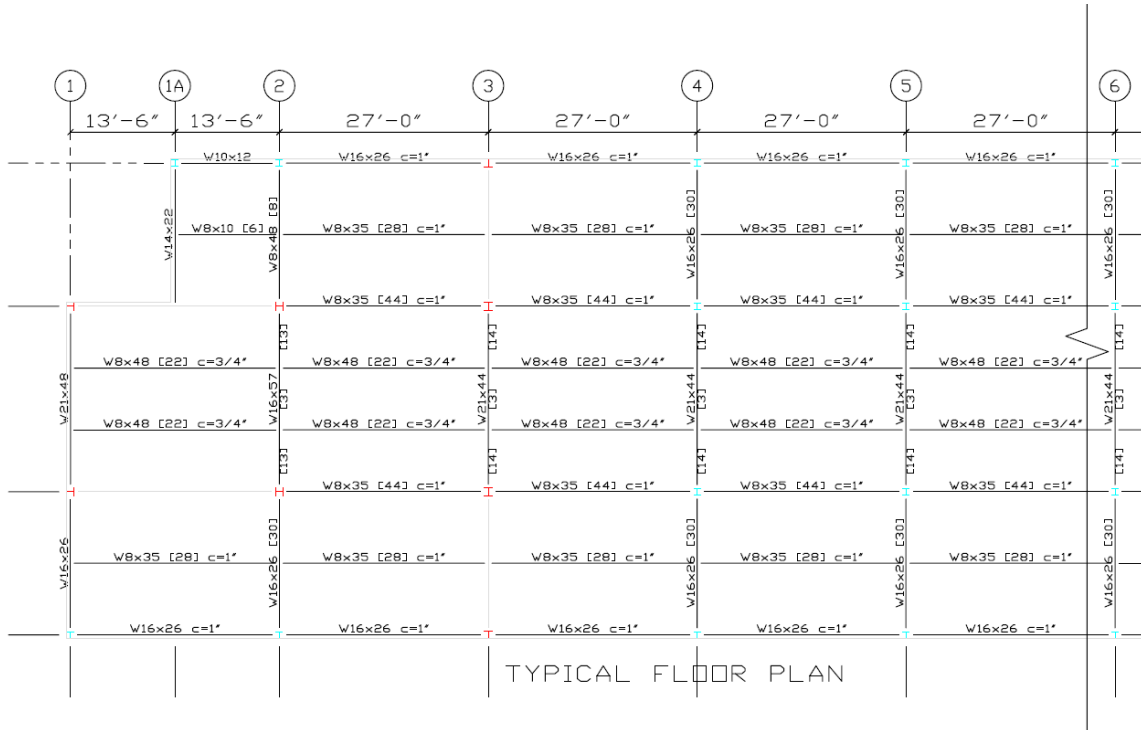 1 1A 2 3 4 5 6
13'-6" 13'-6" 27'-0" 27'-0" 27'-0" 27'-0"
W10x12 W16x26 c=1" W16x26 c=1" W16x26 c=1" W16x26 c=1"
W14x22 W8x48 [8] W16x26 [30] W16x26 [30] W16x26 [30]
W8x10 [6] W8x35 [28] c=1" W8x35 [28] c=1" W8x35 [28] c=1" W8x35 [28] c=1"
W8x35 [44] c=1" W8x35 [44] c=1" W8x35 [44] c=1" W8x35 [44] c=1"
[13] [14] [14] [14] [14]
W8x48 [22] c=3/4" W8x48 [22] c=3/4" W8x48 [22] c=3/4" W8x48 [22] c=3/4" W8x48 [22] c=3/4"
W21x48 W16x57 [3] W21x44 [3] W21x44 [3] W21x44 [3] W21x44 [3]
W8x48 [22] c=3/4" W8x48 [22] c=3/4" W8x48 [22] c=3/4" W8x48 [22] c=3/4" W8x48 [22] c=3/4"
[13] [14] [14] [14] [14]
W8x35 [44] c=1" W8x35 [44] c=1" W8x35 [44] c=1" W8x35 [44] c=1"
W16x26 W16x26 [30] W16x26 [30] W16x26 [30] W16x26 [30]
W8x35 [28] c=1" W8x35 [28] c=1" W8x35 [28] c=1" W8x35 [28] c=1" W8x35 [28] c=1"
W16x26 c=1" W16x26 c=1" W16x26 c=1" W16x26 c=1" W16x26 c=1"
TYPICAL FLOOR PLAN